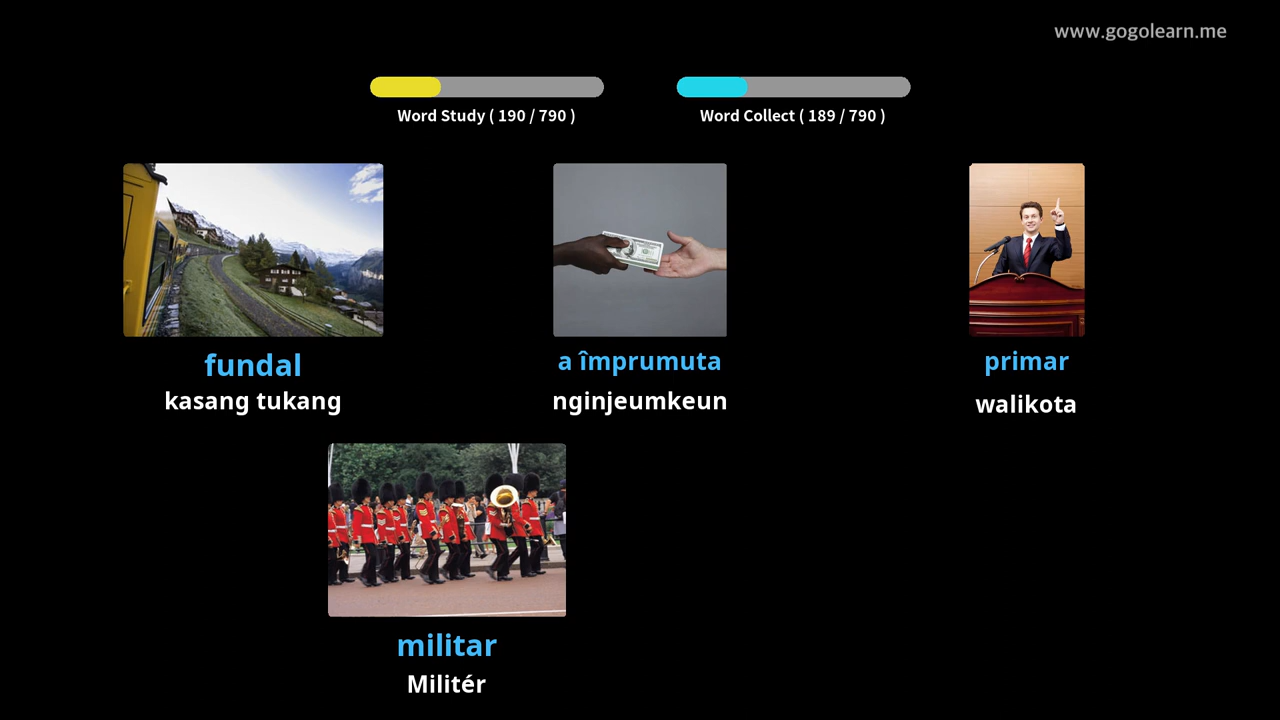 www.gogolearn.me
Word Study ( 190 / 790 )
Word Collect ( 189 / 790 )
fundal
kasang tukang
a împrumuta
nginjeumkeun
primar
walikota
militar
Militér